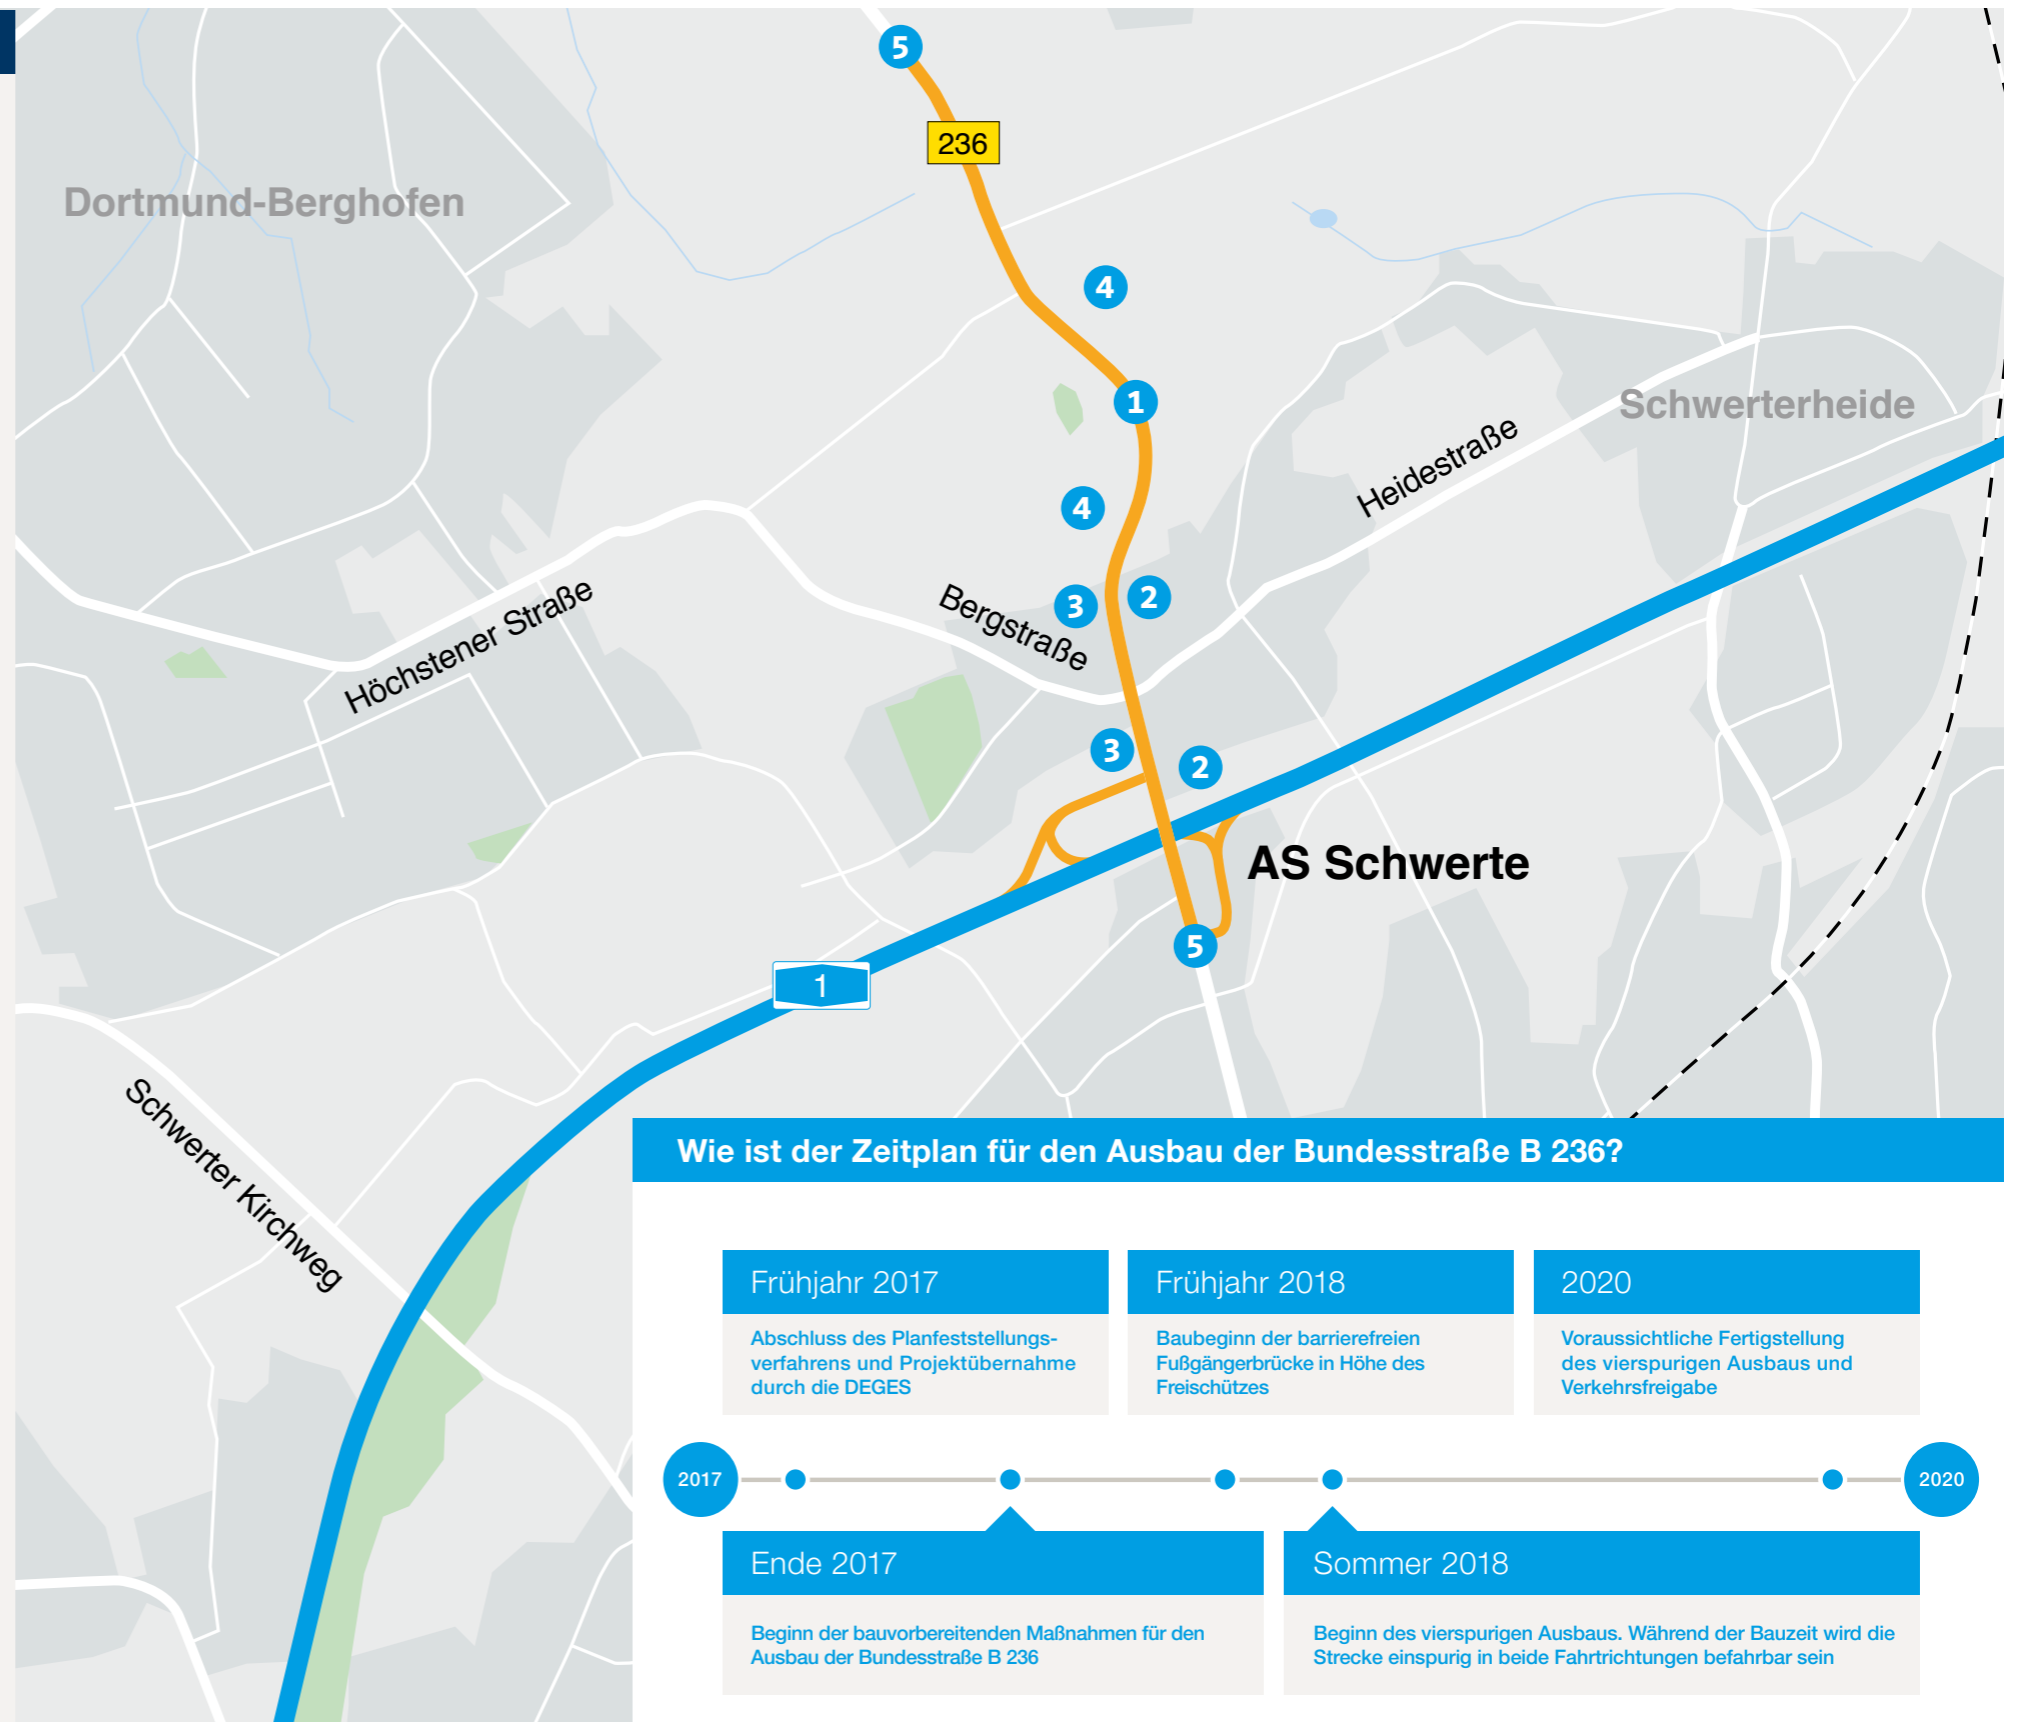 5
236
Dortmund-Berghofen
4
1
Schwerterheide
Heidestraße
4
3
2
Bergstraße
Höchstener Straße
3
2
AS Schwerte
5
1
Schwerter Kirchweg
Wie ist der Zeitplan für den Ausbau der Bundesstraße B 236?
Frühjahr 2017
Abschluss des Planfeststellungs-
verfahrens und Projektübernahme
durch die DEGES
Frühjahr 2018
Baubeginn der barrierefreien
Fußgängerbrücke in Höhe des
Freischützes
2020
Voraussichtliche Fertigstellung
des vierspurigen Ausbaus und
Verkehrsfreigabe
2017
2020
Ende 2017
Beginn der bauvorbereitenden Maßnahmen für den
Ausbau der Bundesstraße B 236
Sommer 2018
Beginn des vierspurigen Ausbaus. Während der Bauzeit wird die
Strecke einspurig in beide Fahrtrichtungen befahrbar sein